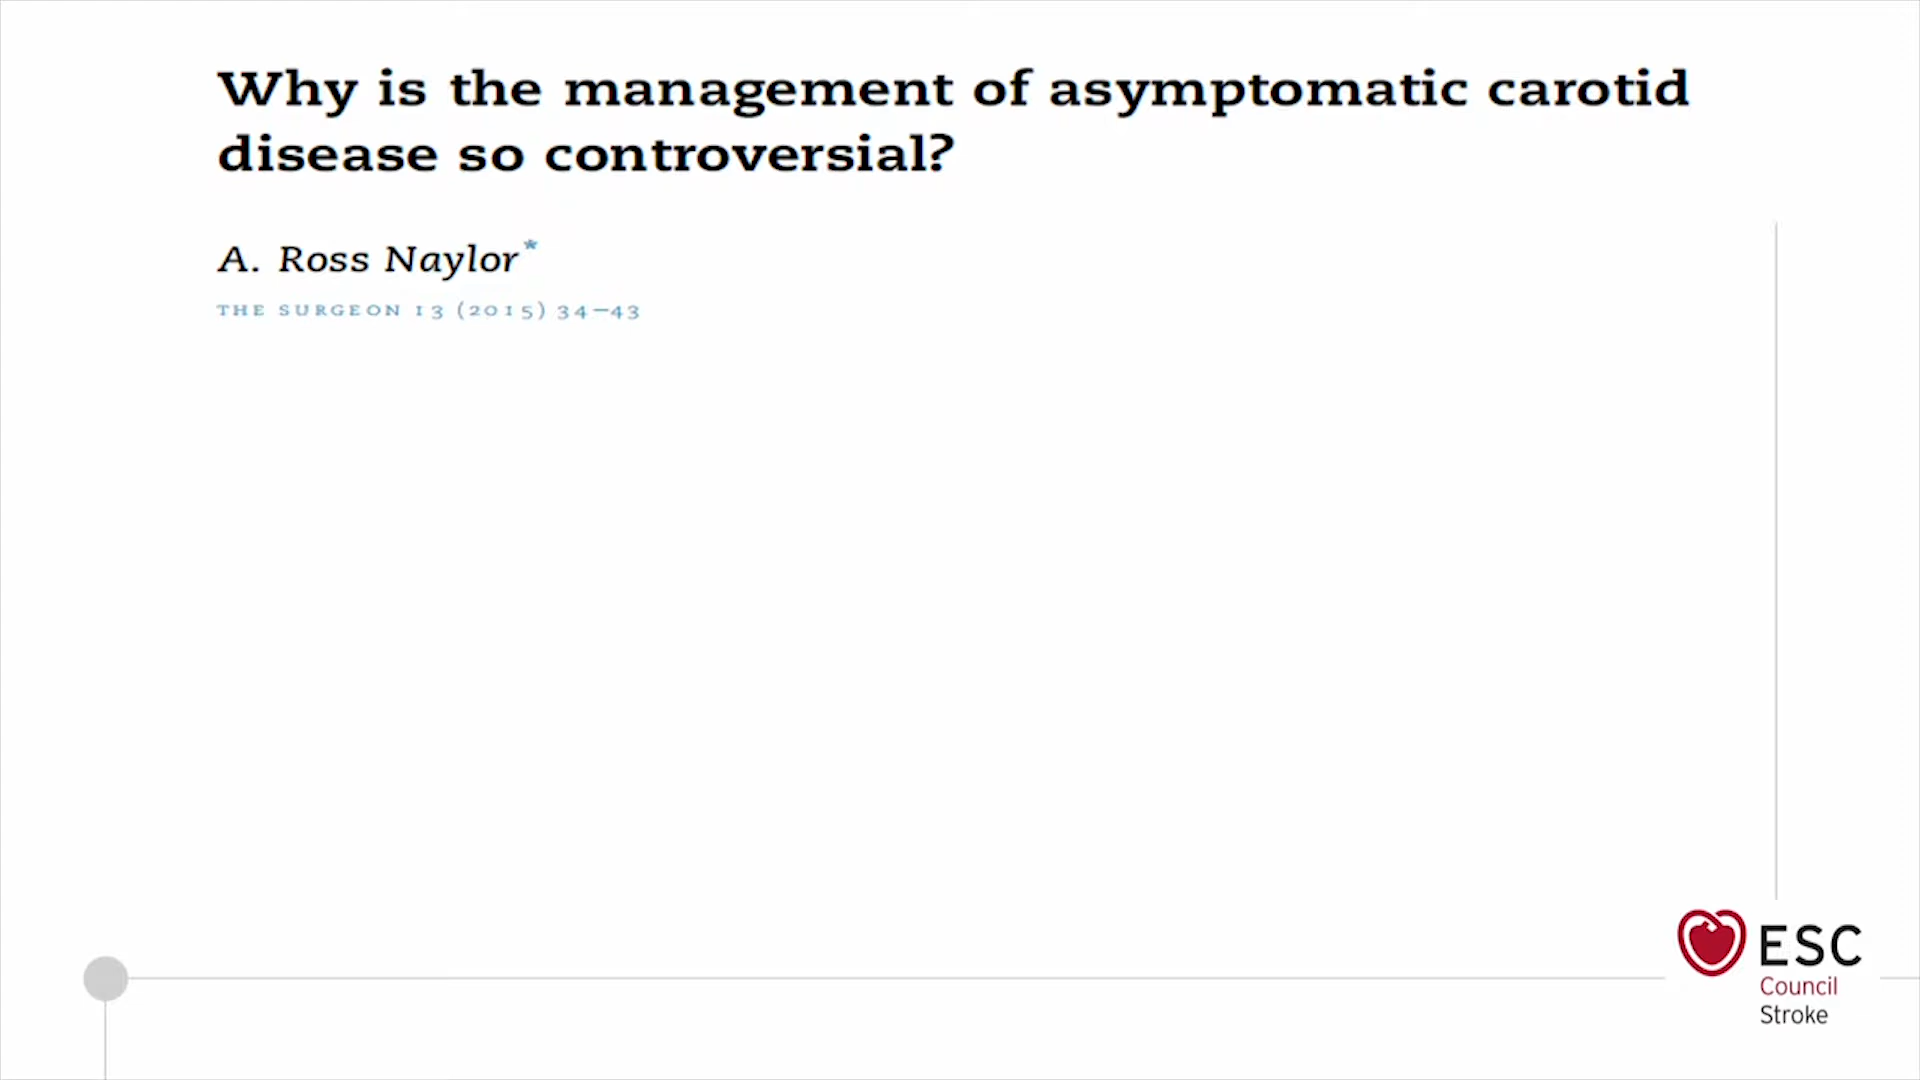 Why is the management of asymptomatic carotid
disease so controversial?
A. Ross Naylor*
THE SURGEON 13 (2015) 34–43
ESC
Council
Stroke